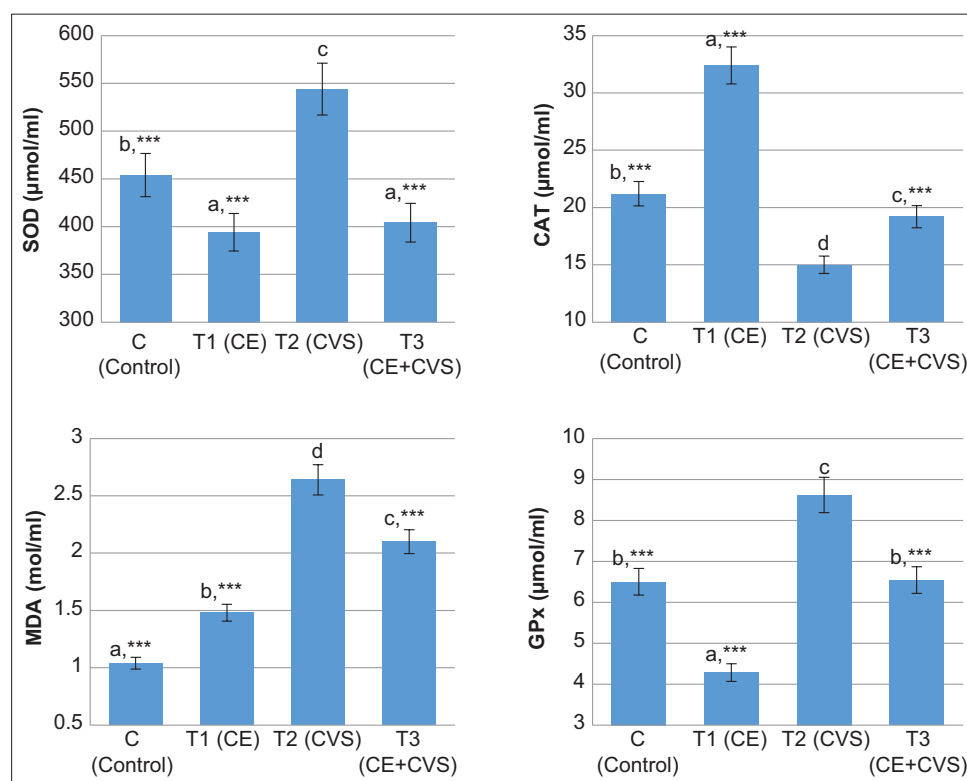 SOD (µmol/ml)
600
550
500
450
400
350
300
b,***
a,***
c
a,***
C
(Control)
T1 (CE)
T2 (CVS)
T3
(CE+CVS)
CAT (µmol/ml)
35
30
25
20
15
10
b,***
a,***
d
c,***
C
(Control)
T1 (CE)
T2 (CVS)
T3
(CE+CVS)
MDA (mol/ml)
3
2.5
2
1.5
1
0.5
a,***
b,***
d
c,***
C
(Control)
T1 (CE)
T2 (CVS)
T3
(CE+CVS)
GPx (µmol/ml)
10
9
8
7
6
5
4
3
b,***
a,***
c
b,***
C
(Control)
T1 (CE)
T2 (CVS)
T3
(CE+CVS)